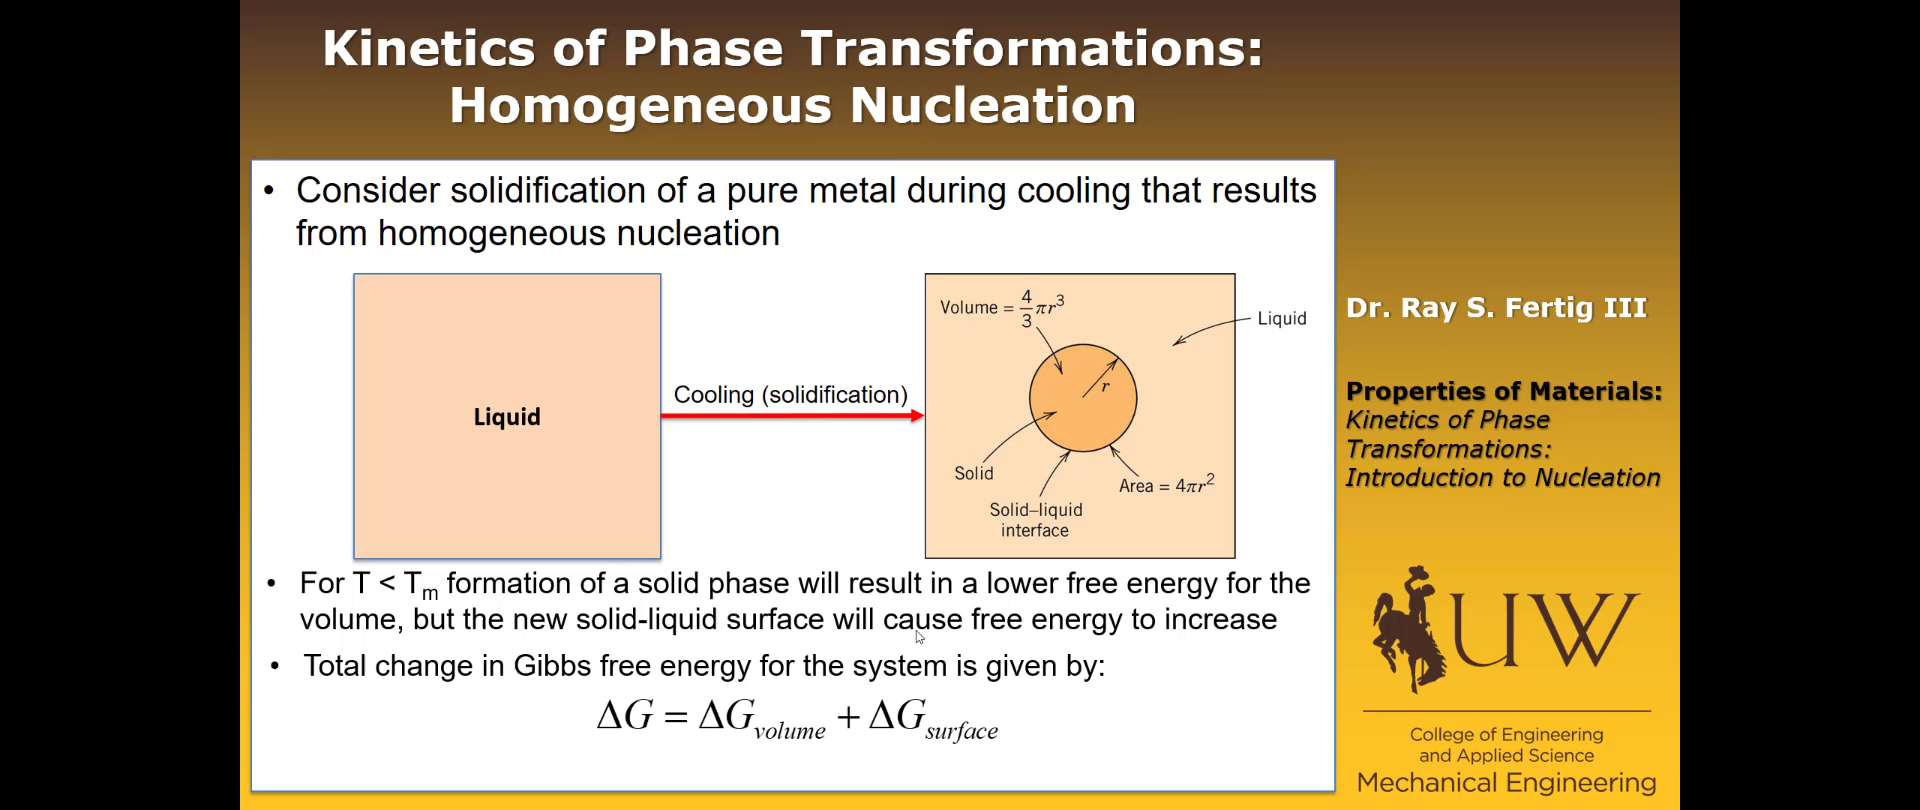 Kinetics of Phase Transformations:
Homogeneous Nucleation
• Consider solidification of a pure metal during cooling that results
from homogeneous nucleation
Liquid
Cooling (solidification)
Volume = 4/3 πr³
Liquid
r
Solid
Area = 4πr²
Solid–liquid
interface
• For T < Tₘ formation of a solid phase will result in a lower free energy for the
volume, but the new solid-liquid surface will cause free energy to increase
• Total change in Gibbs free energy for the system is given by:
ΔG = ΔG_volume + ΔG_surface
Dr. Ray S. Fertig III
Properties of Materials:
Kinetics of Phase
Transformations:
Introduction to Nucleation
UW
College of Engineering
and Applied Science
Mechanical Engineering